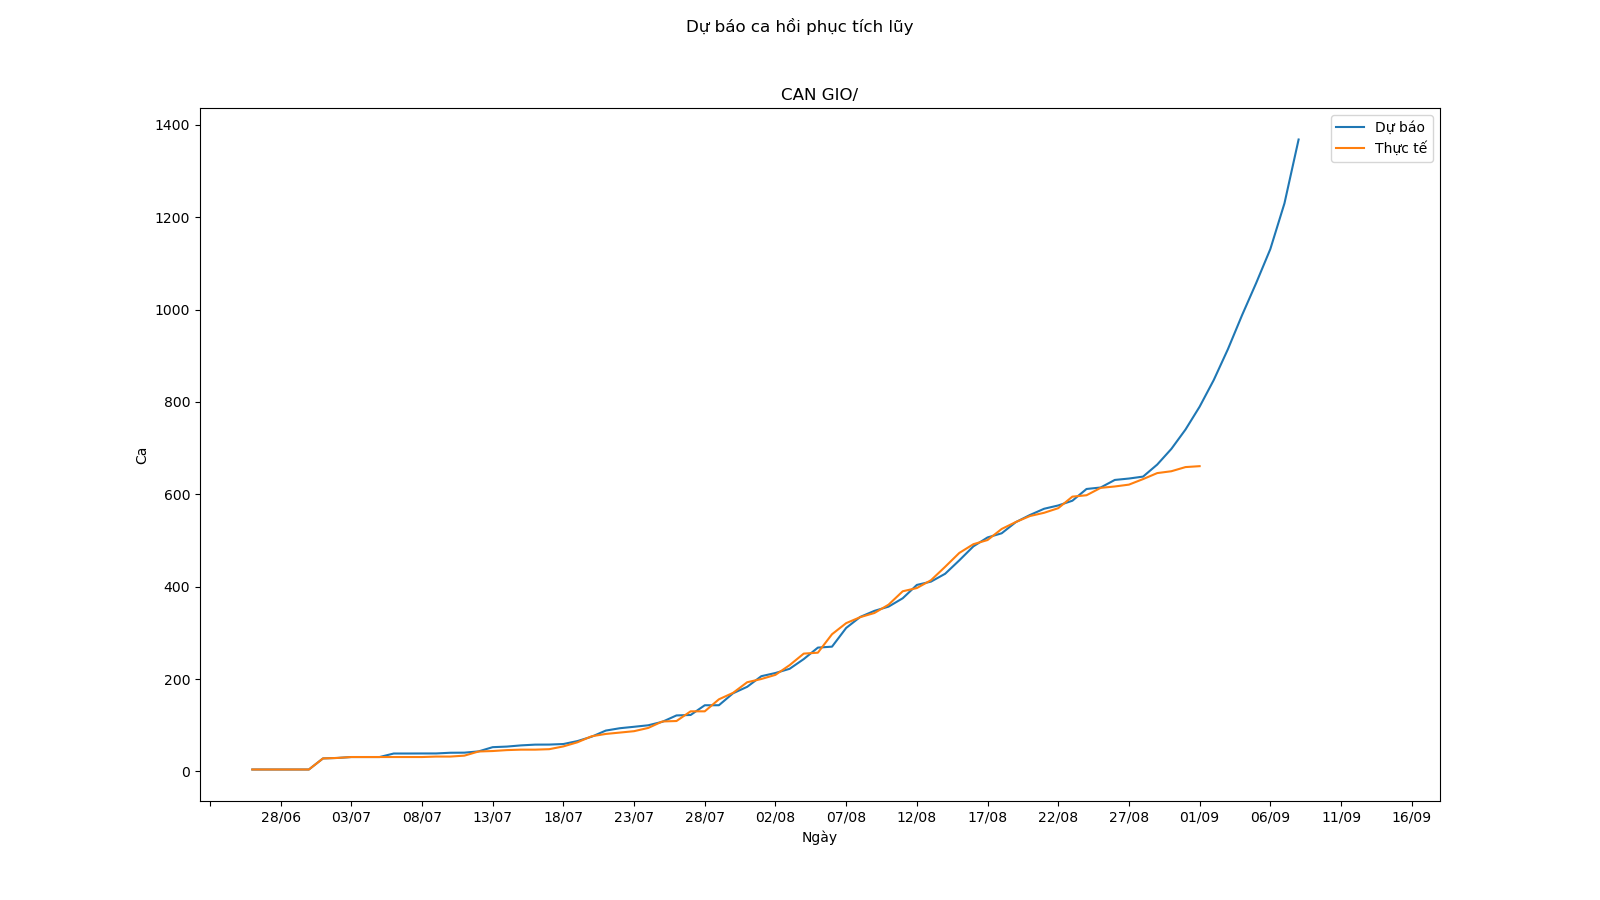 Dự báo ca hồi phục tích lũy
CAN GIO/
Dự báo
Thực tế
1400
1200
1000
800
600
400
200
0
Ca
28/06 03/07 08/07 13/07 18/07 23/07 28/07 02/08 07/08 12/08 17/08 22/08 27/08 01/09 06/09 11/09 16/09
Ngày